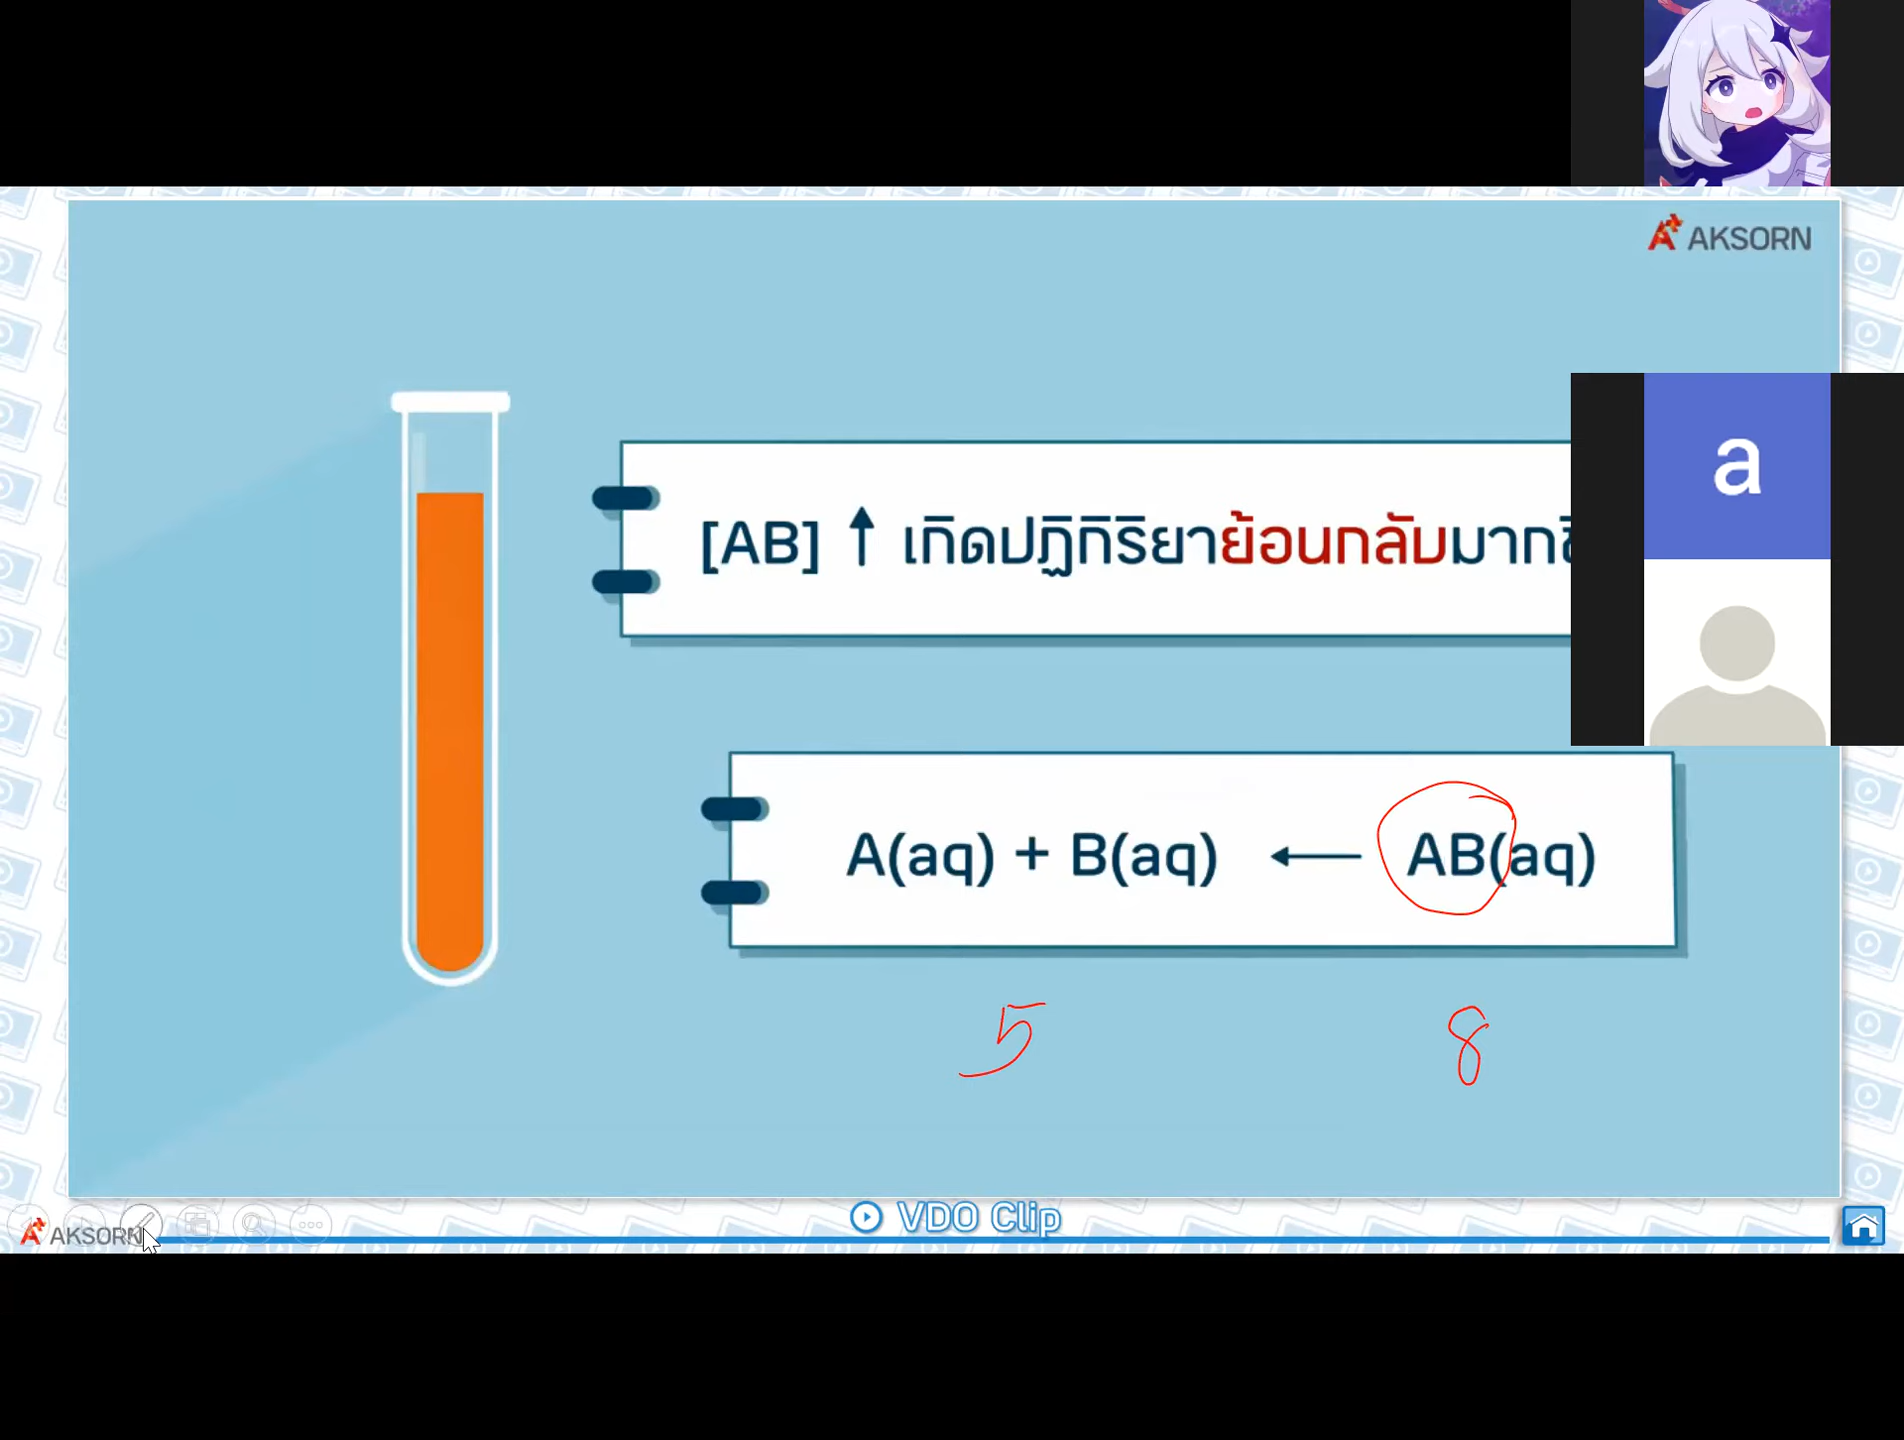 AKSORN
a
[AB] ↑ เกิดปฏิกิริยาย้อนกลับมาก
A(aq) + B(aq) ← AB(aq)
5 8
AKSORN
VDO Clip